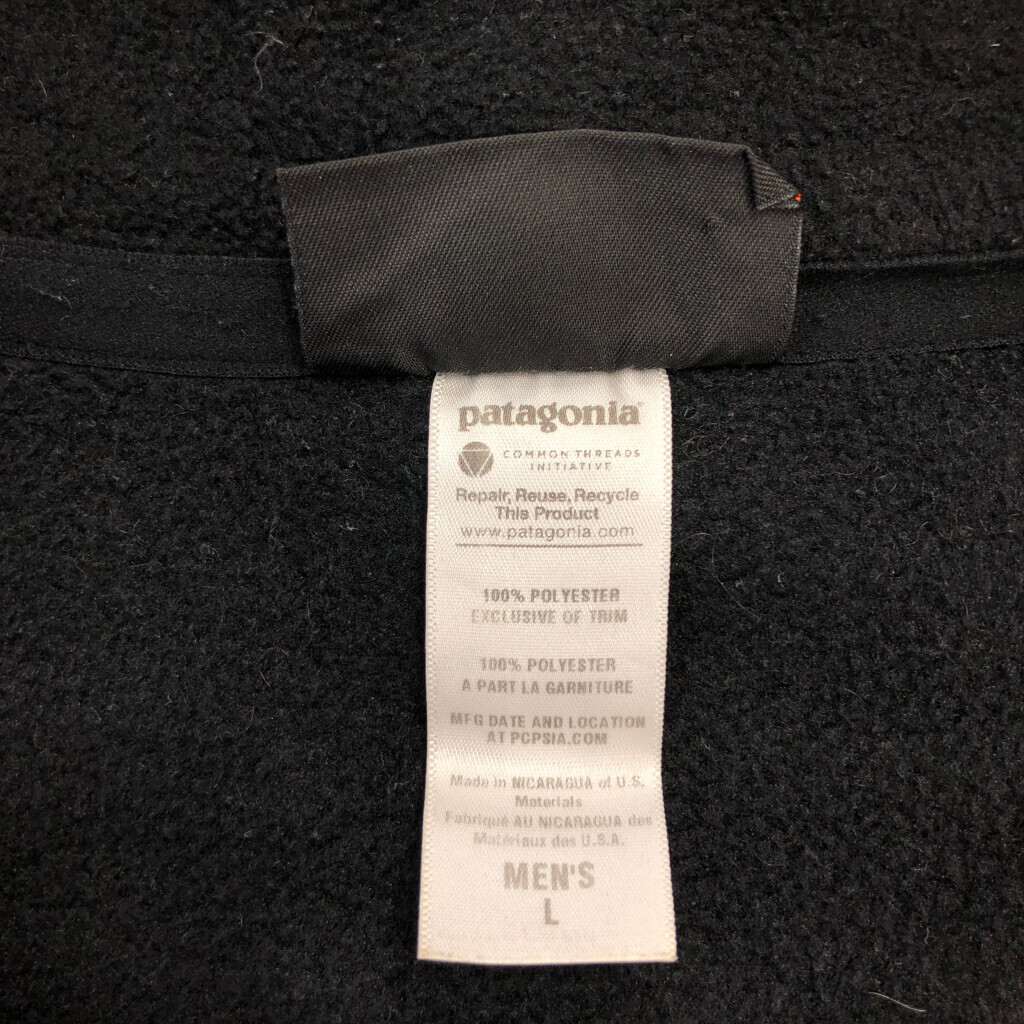 patagonia®
COMMON THREADS
INITIATIVE
Repair, Reuse, Recycle
This Product
www.patagonia.com
100% POLYESTER
EXCLUSIVE OF TRIM
100% POLYESTER
A PART LA GARNITURE
MFG DATE AND LOCATION
AT PCPSIA.COM
Made in NICARAGUA of U.S.
Materials
Fabriqué AU NICARAGUA des
Matériaux des U.S.A.
MEN'S
L